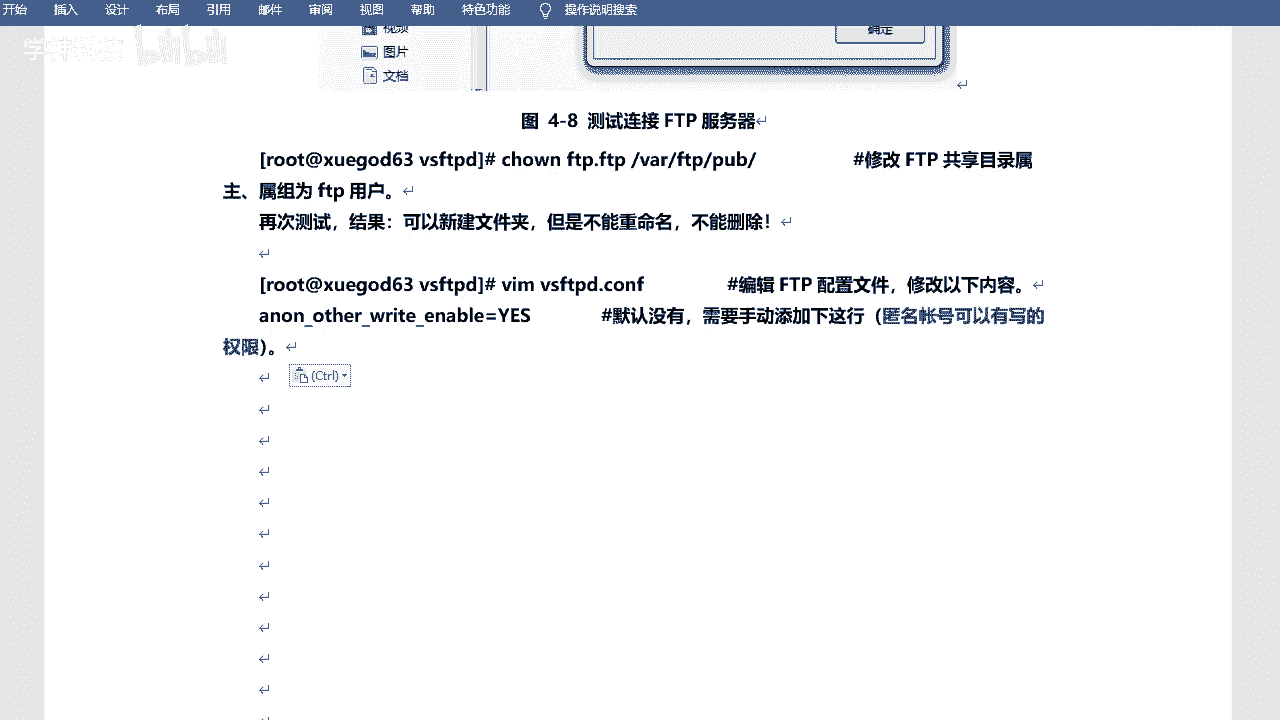 开始 插入 设计 布局 引用 邮件 审阅 视图 帮助 特色功能 操作说明搜索
视频
图片
文档
确定
图 4-8 测试连接 FTP 服务器
[root@xuegod63 vsftpd]# chown ftp.ftp /var/ftp/pub/ #修改 FTP 共享目录属
主、属组为 ftp 用户。
再次测试，结果：可以新建文件夹，但是不能重命名，不能删除！
[root@xuegod63 vsftpd]# vim vsftpd.conf #编辑 FTP 配置文件，修改以下内容。
anon_other_write_enable=YES #默认没有，需要手动添加下这行（匿名帐号可以有写的
权限）。
(Ctrl)